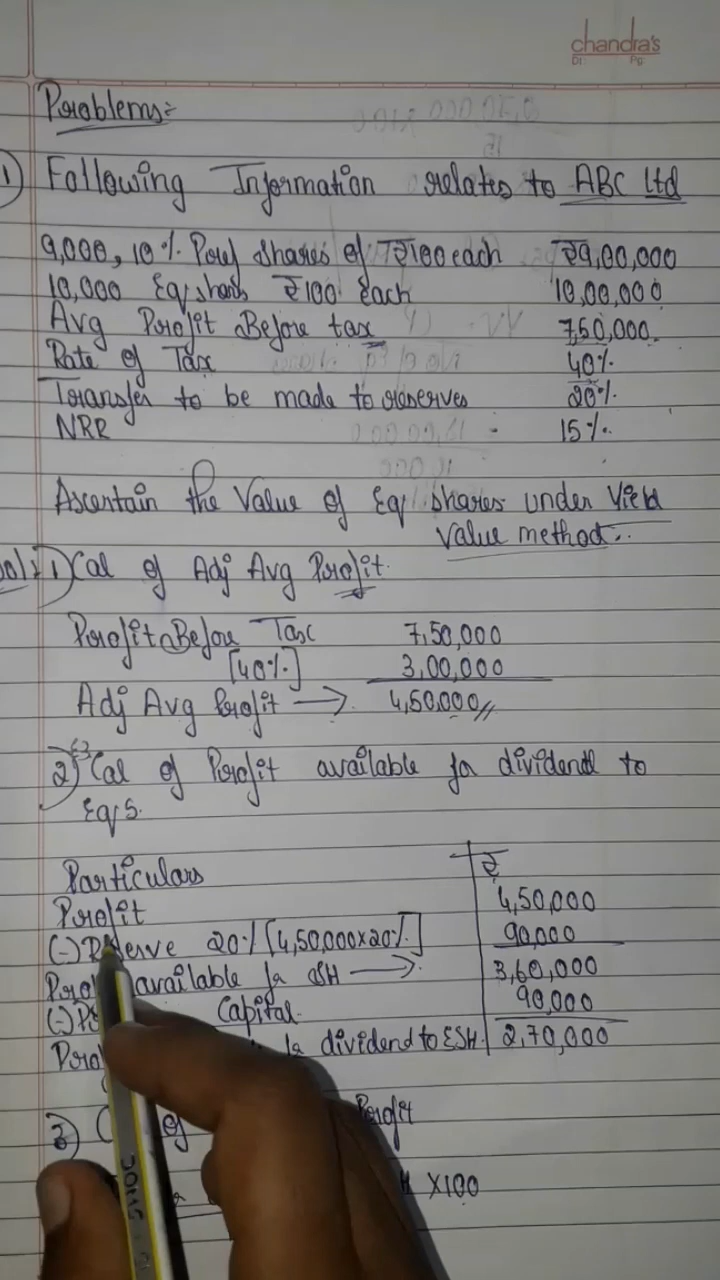 chandra's
Dt: Pg:
Problems:-
1) Following Information relates to ABC Ltd
9,000, 10% Pref shares of ₹100 each ₹9,00,000
10,000 Eq shares ₹100 each 10,00,000
Avg Profit Before tax 7,50,000
Rate of Tax 40%
Transfer to be made to reserves 20%
NRR 15%
Ascertain the Value of Eq shares under Yield
Value method.
Sol: 1) Cal of Adj Avg Profit.
Profit Before Tax 7,50,000
[40%] 3,00,000
Adj Avg Profit → 4,50,000//
2) Cal of Profit available for dividend to
Eq S.
Particulars ₹
Profit 4,50,000
(-) Reserve 20% [4,50,000x20%] 90,000
available for SH → 3,60,000
(-) Capital 90,000
dividend to ESH. 2,70,000
3) of Profit
X100